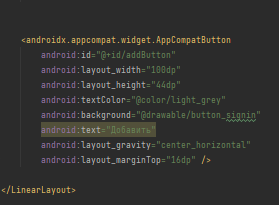 <androidx.appcompat.widget.AppCompatButton
android:id="@+id/addButton"
android:layout_width="100dp"
android:layout_height="44dp"
android:textColor="@color/light_grey"
android:background="@drawable/button_signin"
android:text="Добавить"
android:layout_gravity="center_horizontal"
android:layout_marginTop="16dp" />
</LinearLayout>